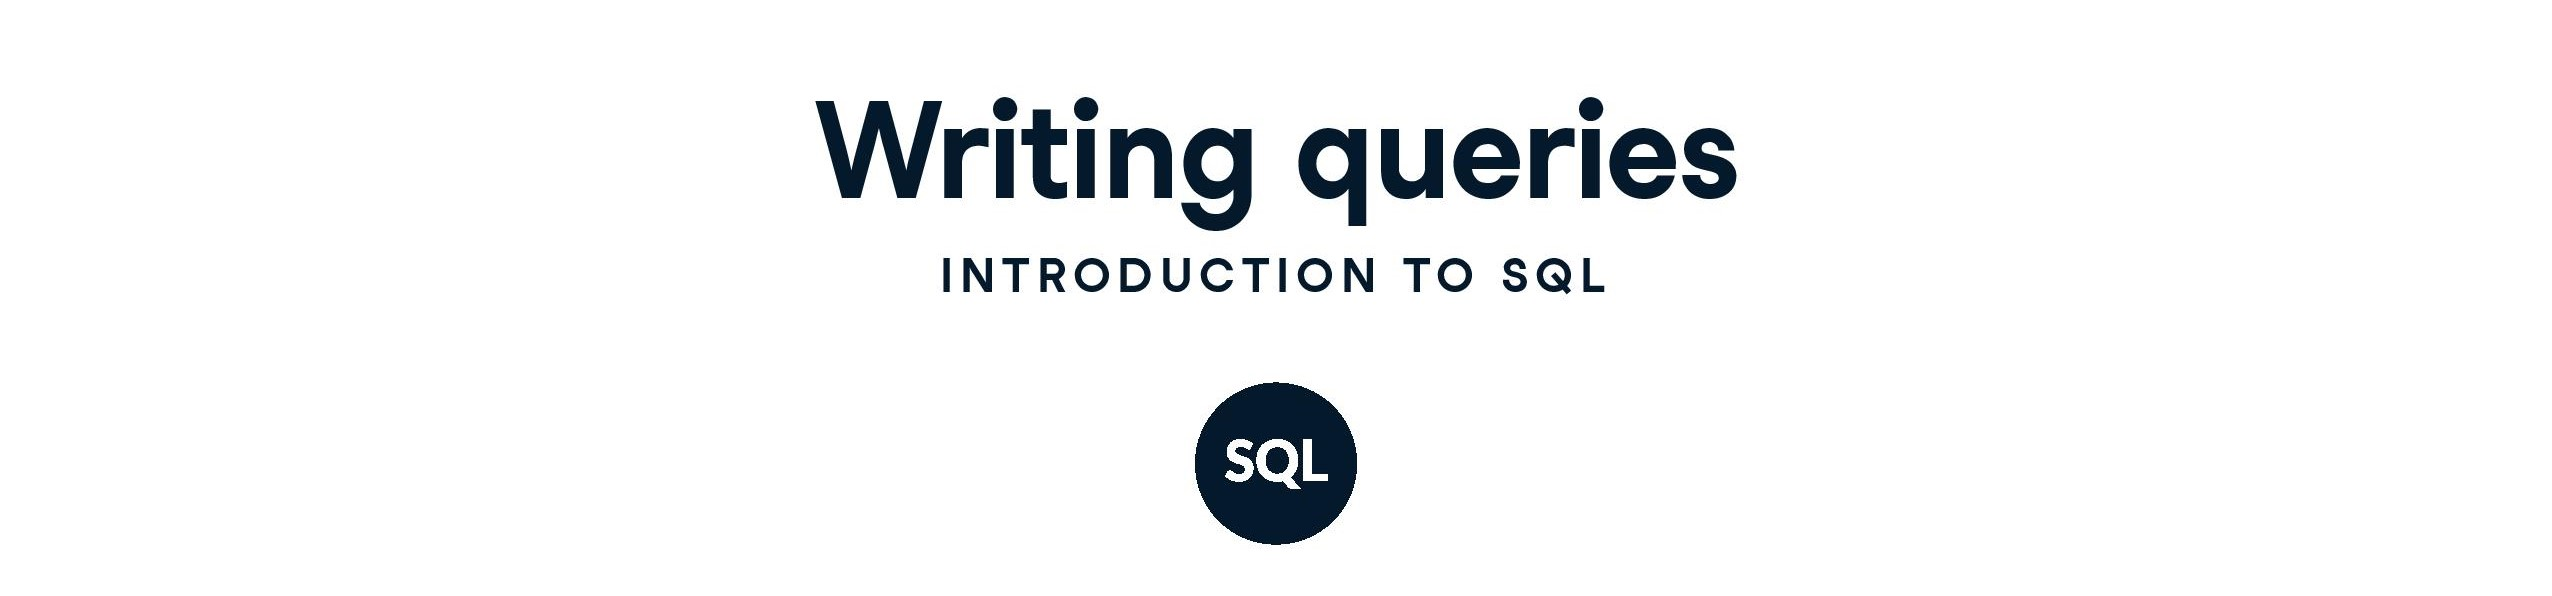 Writing queries
INTRODUCTION TO SQL
SQL